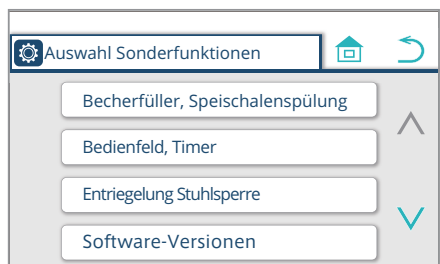 Auswahl Sonderfunktionen
Becherfüller, Speischalenspülung
Bedienfeld, Timer
Entriegelung Stuhlsperre
Software-Versionen